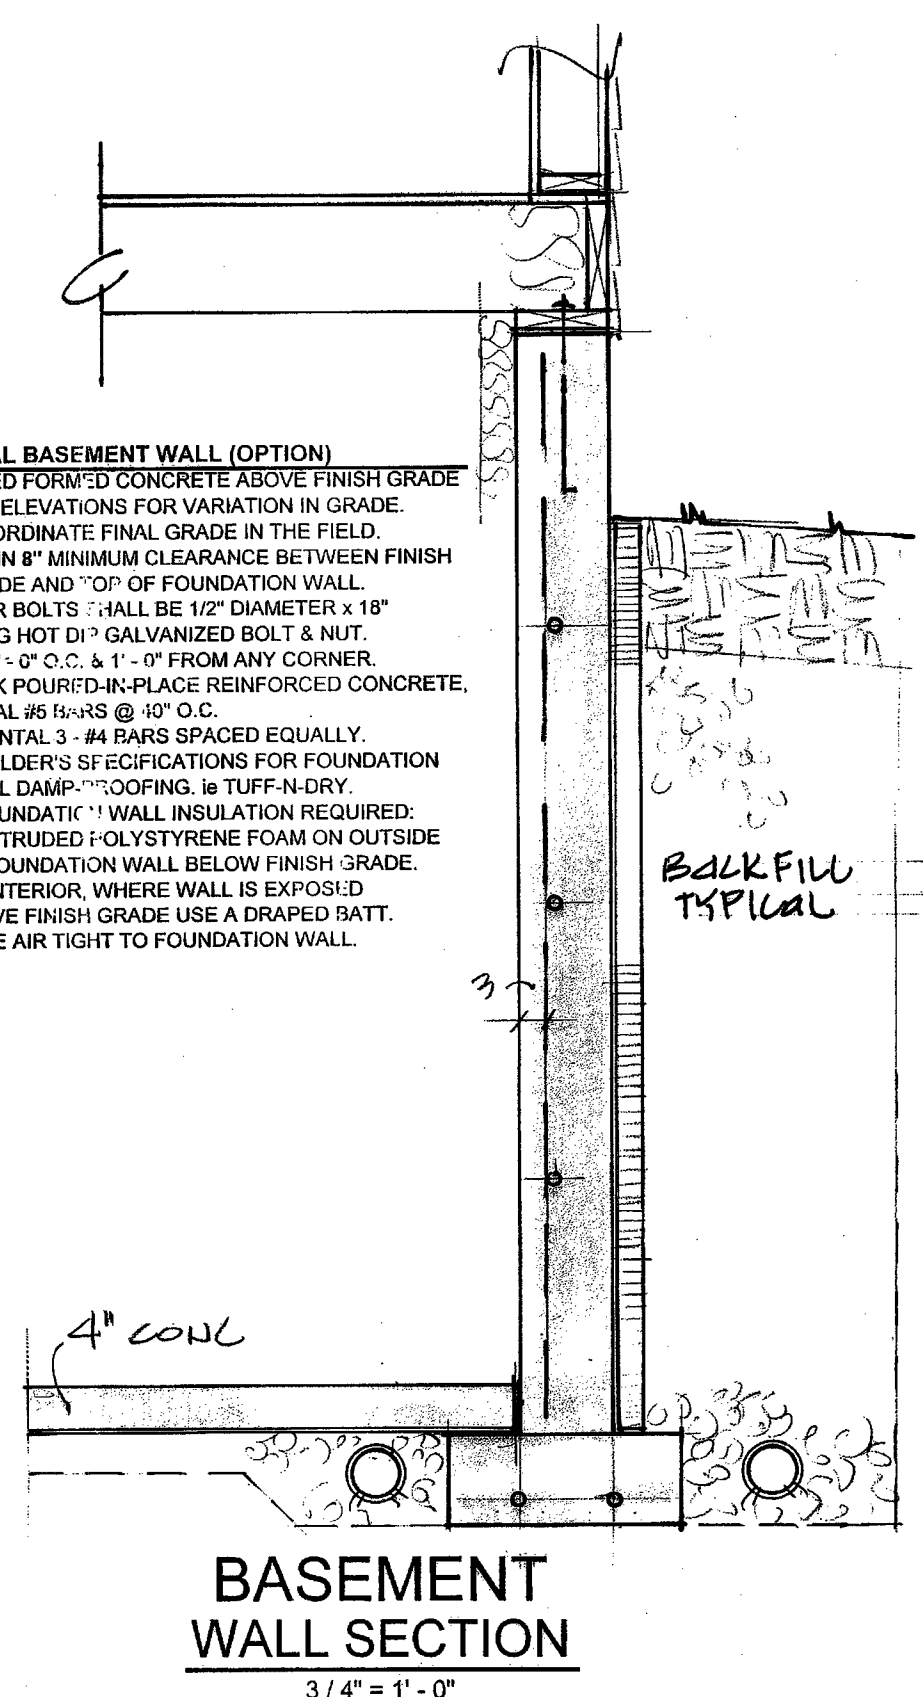 AL BASEMENT WALL (OPTION)
ED FORMED CONCRETE ABOVE FINISH GRADE
ELEVATIONS FOR VARIATION IN GRADE.
ORDINATE FINAL GRADE IN THE FIELD.
IN 8" MINIMUM CLEARANCE BETWEEN FINISH
DE AND TOP OF FOUNDATION WALL.
R BOLTS SHALL BE 1/2" DIAMETER x 18"
G HOT DIP GALVANIZED BOLT & NUT.
' - 0" O.C. & 1' - 0" FROM ANY CORNER.
K POURED-IN-PLACE REINFORCED CONCRETE,
AL #5 BARS @ 40" O.C.
NTAL 3 - #4 BARS SPACED EQUALLY.
LDER'S SPECIFICATIONS FOR FOUNDATION
L DAMP-PROOFING. ie TUFF-N-DRY.
UNDATION WALL INSULATION REQUIRED:
TRUDED POLYSTYRENE FOAM ON OUTSIDE
OUNDATION WALL BELOW FINISH GRADE.
NTERIOR, WHERE WALL IS EXPOSED
VE FINISH GRADE USE A DRAPED BATT.
E AIR TIGHT TO FOUNDATION WALL.
BACKFILL
TYPICAL
3
4" CONC
BASEMENT
WALL SECTION
3 / 4" = 1' - 0"